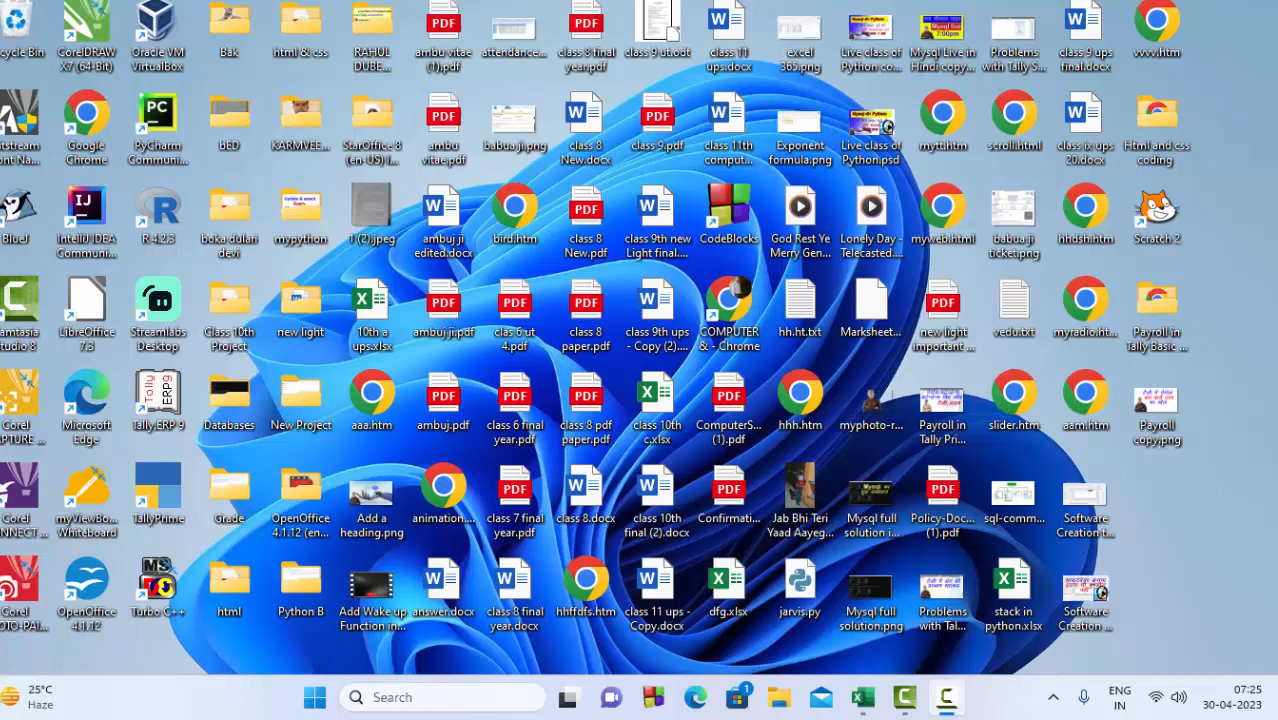 cycle Bin
CorelDRAW
X7 (64-Bit)
Oracle VM
VirtualBox
Bak
html & css
RAHUL
DUBE...
ambu vitae
(1).pdf
attendance...
class 8 final
year.pdf
class 9 utodt
class 11
ups.docx
excel
365.png
Live class of
Python co...
Mysql Live in
Hindi copy...
Problems
with Tally S...
class 9 ups
final.docx
vvvv.htm
itstream
ont Na...
Google
Chrome
PyCharm
Communi...
bED
KARMVEE...
StarOffice 8
(en-US) I...
ambu
vitae.pdf
babua ji.png
class 8
New.docx
class 9.pdf
class 11th
comput...
Exponent
formula.png
Live class of
Python.psd
mytt.htm
scroll.html
class ix ups
20.docx
Html and css
coding
BlueJ
IntelliJ IDEA
Communi...
R 4.2.3
boka dulari
devi
mypython
1 (2).jpeg
ambuj ji
edited.docx
bird.htm
class 8
New.pdf
class 9th new
Light final....
CodeBlocks
God Rest Ye
Merry Gen...
Lonely Day -
Telecasted....
myweb.html
babua ji
ticket.png
hhdsh.htm
Scratch 2
amtasia
tudio 8
LibreOffice
7.3
Streamlabs
Desktop
Class 10th
Project
new light
10th a
ups.xlsx
ambuj ji.pdf
clas 6 ut
4.pdf
class 8
paper.pdf
class 9th ups
- Copy (2)....
COMPUTER
& - Chrome
hh.ht.txt
Marksheet...
new light
important ...
vedu.txt
myradio.ht...
Payroll in
Tally Basic ...
Corel
APTURE ...
Microsoft
Edge
Tally.ERP 9
Databases
New Project
aaa.htm
ambuj.pdf
class 6 final
year.pdf
class 8 pdf
paper.pdf
class 10th
c.xlsx
ComputerS...
(1).pdf
hhh.htm
myphoto-r...
Payroll in
Tally Pri...
slider.htm
aam.htm
Payroll
copy.png
Corel
NNECT ...
myViewBo...
Whiteboard
TallyPrime
Grade
OpenOffice
4.1.12 (en...
Add a
heading.png
animation....
class 7 final
year.pdf
class 8.docx
class 10th
final (2).docx
Confirmati...
Jab Bhi Teri
Yaad Aayeg...
Mysql full
solution i...
Policy-Doc...
(1).pdf
sql-comm...
Software
Creation t...
Corel
OTO-PAI...
OpenOffice
4.1.12
Turbo C++
html
Python B
Add Wake up
Function in...
answer.docx
class 8 final
year.docx
hhffdfs.htm
class 11 ups -
Copy.docx
dfg.xlsx
jarvis.py
Mysql full
solution.png
Problems
with Tal...
stack in
python.xlsx
Software
Creation ...
25°C
Haze
Search
1
ENG
IN
07:25
30-04-2023